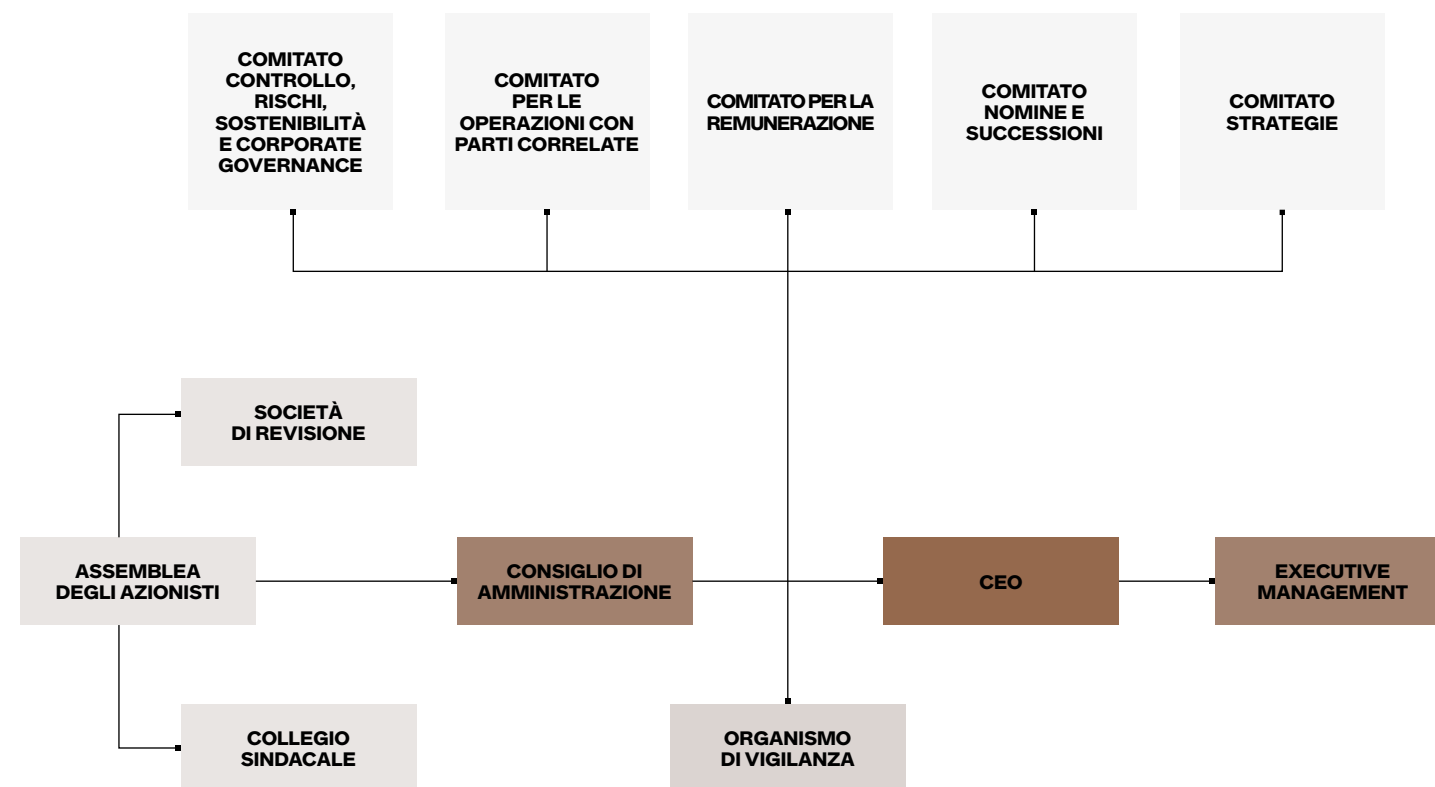 COMITATO
CONTROLLO,
RISCHI,
SOSTENIBILITÀ
E CORPORATE
GOVERNANCE
COMITATO
PER LE
OPERAZIONI CON
PARTI CORRELATE
COMITATO PER LA
REMUNERAZIONE
COMITATO
NOMINE E
SUCCESSIONI
COMITATO
STRATEGIE
SOCIETÀ
DI REVISIONE
ASSEMBLEA
DEGLI AZIONISTI
CONSIGLIO DI
AMMINISTRAZIONE
CEO
EXECUTIVE
MANAGEMENT
COLLEGIO
SINDACALE
ORGANISMO
DI VIGILANZA